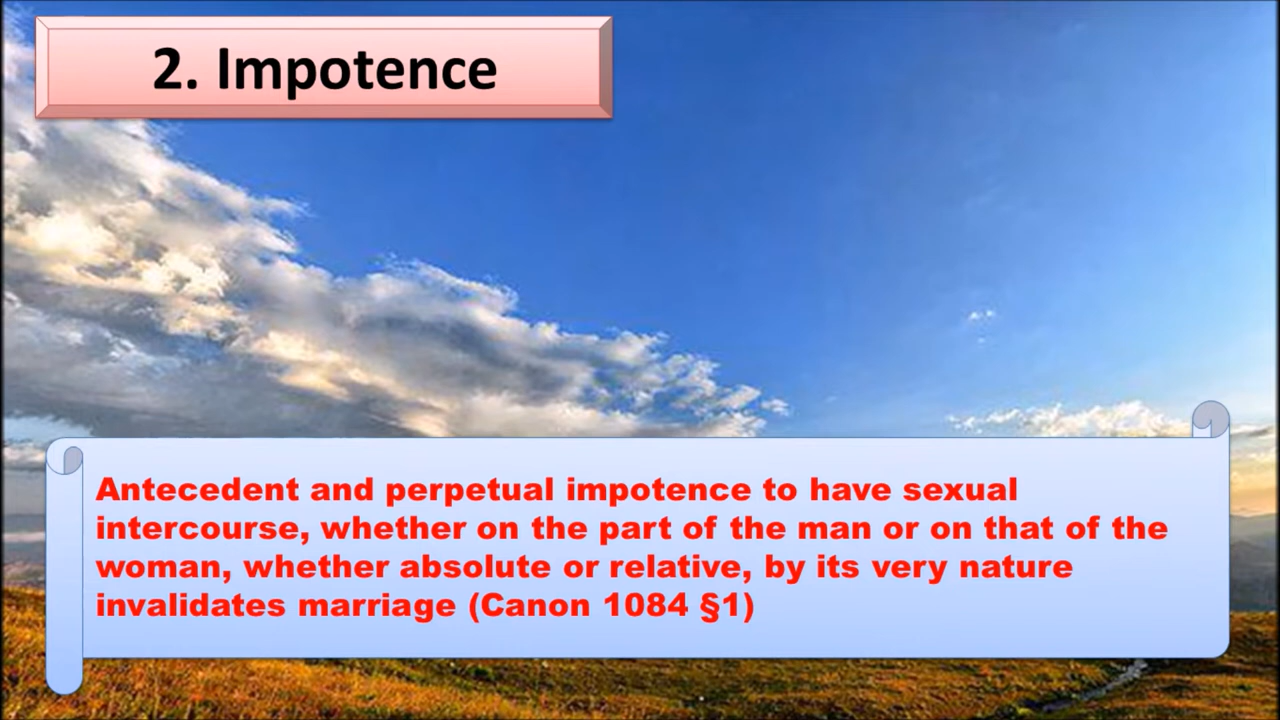 2. Impotence
Antecedent and perpetual impotence to have sexual
intercourse, whether on the part of the man or on that of the
woman, whether absolute or relative, by its very nature
invalidates marriage (Canon 1084 §1)